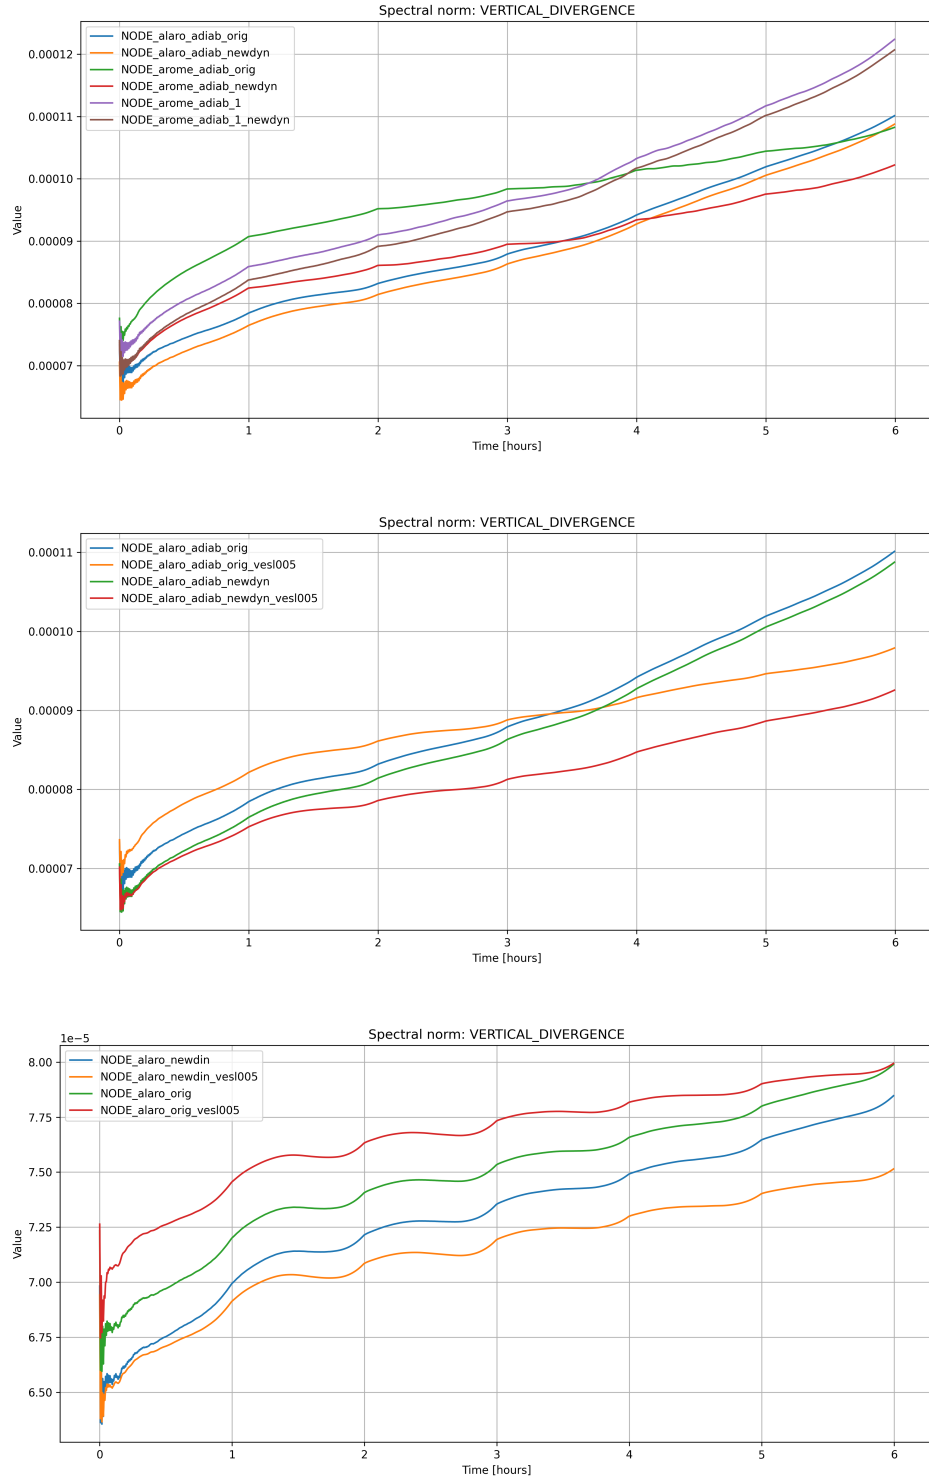 Spectral norm: VERTICAL_DIVERGENCE
NODE_alaro_adiab_orig
NODE_alaro_adiab_newdyn
NODE_arome_adiab_orig
NODE_arome_adiab_newdyn
NODE_arome_adiab_1
NODE_arome_adiab_1_newdyn
0.00012
0.00011
0.00010
0.00009
0.00008
0.00007
Value
0 1 2 3 4 5 6
Time [hours]
Spectral norm: VERTICAL_DIVERGENCE
NODE_alaro_adiab_orig
NODE_alaro_adiab_orig_vesl005
NODE_alaro_adiab_newdyn
NODE_alaro_adiab_newdyn_vesl005
0.00011
0.00010
0.00009
0.00008
0.00007
Value
0 1 2 3 4 5 6
Time [hours]
Spectral norm: VERTICAL_DIVERGENCE
1e−5
NODE_alaro_newdin
NODE_alaro_newdin_vesl005
NODE_alaro_orig
NODE_alaro_orig_vesl005
8.00
7.75
7.50
7.25
7.00
6.75
6.50
Value
0 1 2 3 4 5 6
Time [hours]